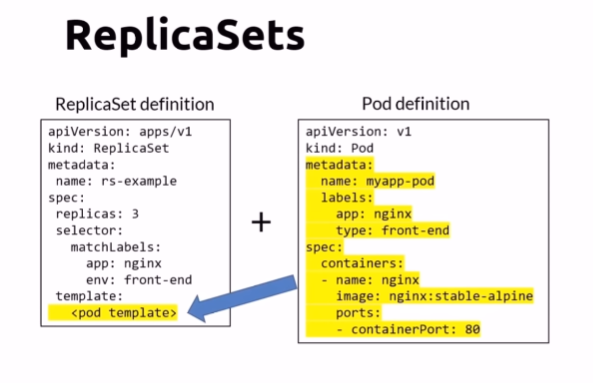 ReplicaSets
ReplicaSet definition
apiVersion: apps/v1
kind: ReplicaSet
metadata:
 name: rs-example
spec:
 replicas: 3
 selector:
   matchLabels:
     app: nginx
     env: front-end
 template:
   <pod template>
+
Pod definition
apiVersion: v1
kind: Pod
metadata:
  name: myapp-pod
  labels:
    app: nginx
    type: front-end
spec:
  containers:
  - name: nginx
    image: nginx:stable-alpine
    ports:
    - containerPort: 80